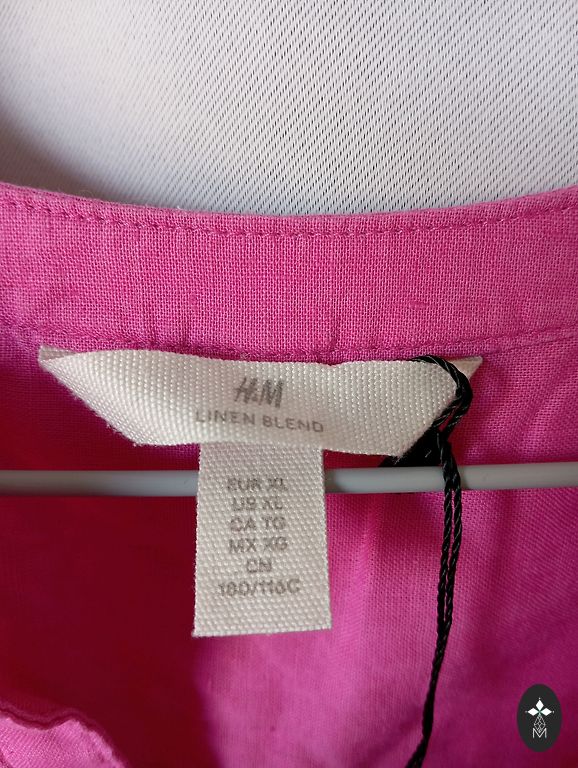 H&M
LINEN BLEND
EUR XL
US XL
CA TG
MX XG
CN
180/116C
M